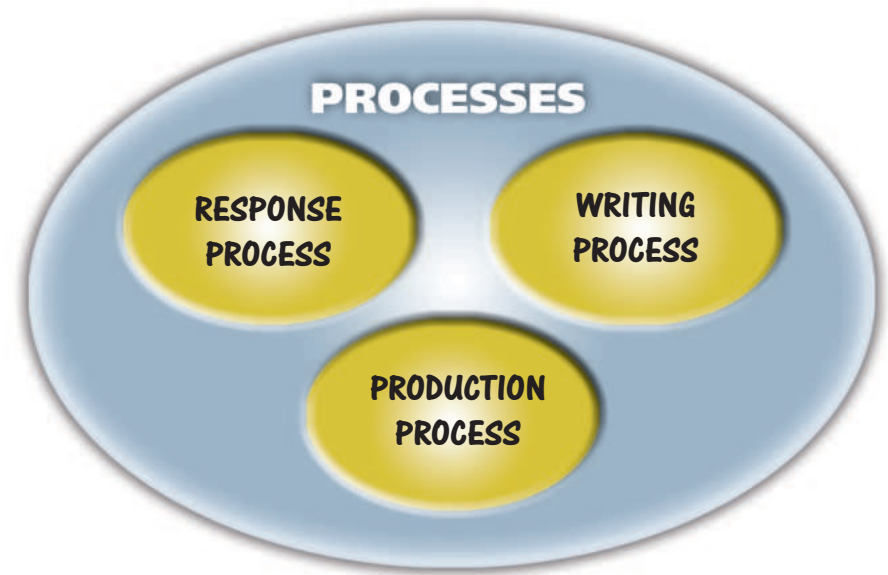 PROCESSES
RESPONSE
PROCESS
WRITING
PROCESS
PRODUCTION
PROCESS